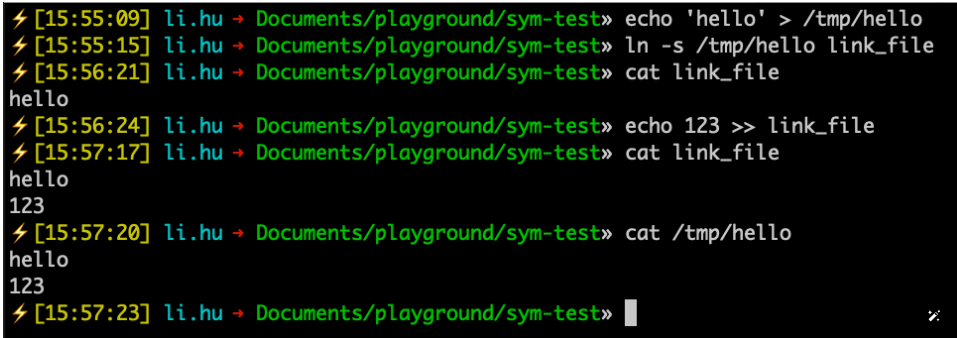 ⚡[15:55:09] li.hu → Documents/playground/sym-test» echo 'hello' > /tmp/hello
⚡[15:55:15] li.hu → Documents/playground/sym-test» ln -s /tmp/hello link_file
⚡[15:56:21] li.hu → Documents/playground/sym-test» cat link_file
hello
⚡[15:56:24] li.hu → Documents/playground/sym-test» echo 123 >> link_file
⚡[15:57:17] li.hu → Documents/playground/sym-test» cat link_file
hello
123
⚡[15:57:20] li.hu → Documents/playground/sym-test» cat /tmp/hello
hello
123
⚡[15:57:23] li.hu → Documents/playground/sym-test»